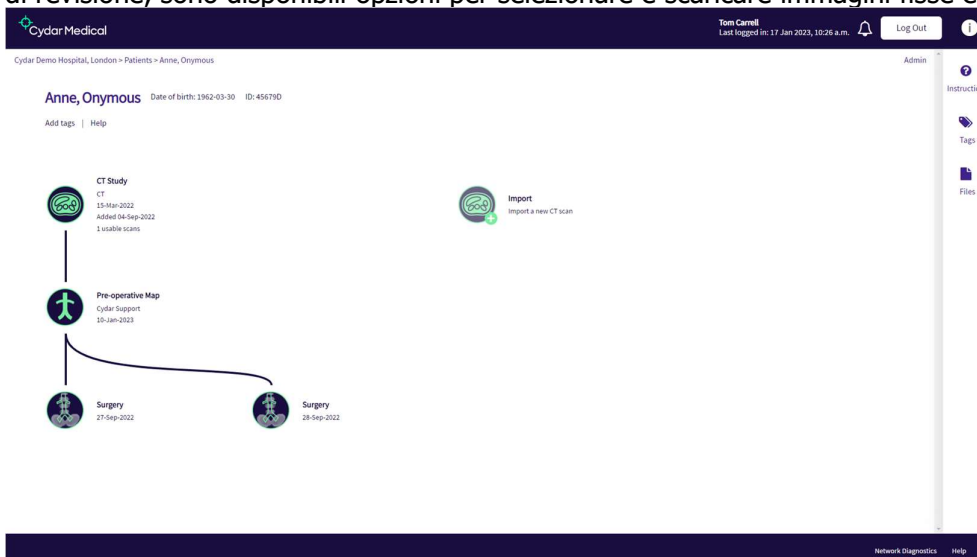 di revisione, sono disponibili opzioni per selezionare e scaricare immagini fisse e
Cydar Medical
Tom Carrell
Last logged in: 17 Jan 2023, 10:26 a.m.
Log Out
i
Cydar Demo Hospital, London > Patients > Anne, Onymous
Admin
Anne, Onymous Date of birth: 1962-03-30 ID: 45679D
Add tags | Help
?
Instructio
Tags
Files
CT Study
CT
15-Mar-2022
Added 04-Sep-2022
1 usable scans
Import
Import a new CT scan
Pre-operative Map
Cydar Support
10-Jan-2023
Surgery
27-Sep-2022
Surgery
28-Sep-2022
Network Diagnostics Help